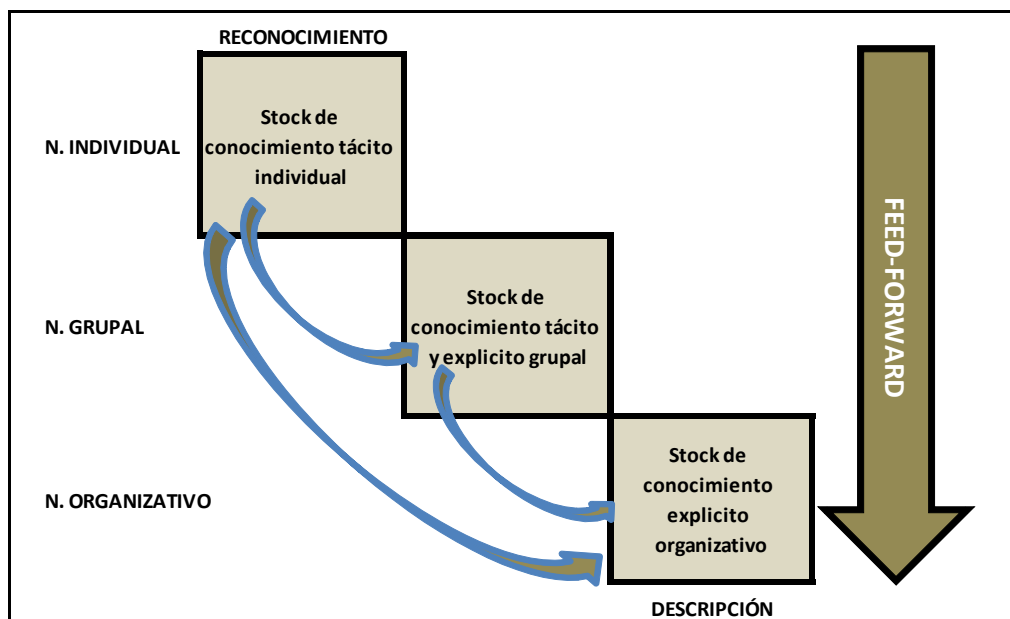 RECONOCIMIENTO
N. INDIVIDUAL
Stock de
conocimiento tácito
individual
N. GRUPAL
Stock de
conocimiento tácito
y explicito grupal
N. ORGANIZATIVO
Stock de
conocimiento
explicito
organizativo
DESCRIPCIÓN
FEED-FORWARD